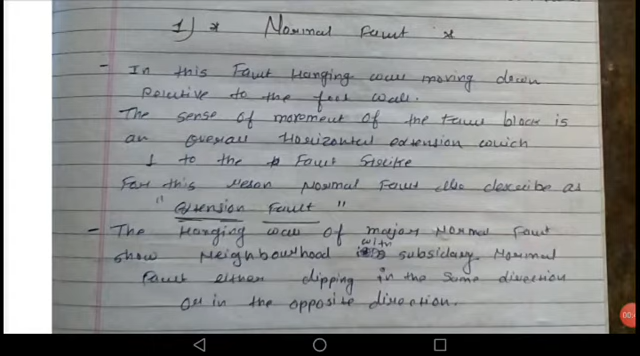 1) * Normal Fault *
- In this Fault Hanging wall moving down
Relative to the foot wall.
The sense of movement of the Fault block is
an overall Horizontal extension which
⊥ to the Fault Strike
For this Reson Normal Fault also describe as
" Extension Fault "
- The Hanging wall of major Normal Fault
show Neighbourhood with subsidary Normal
Fault either dipping in the same direction
or in the opposite direction.
00: